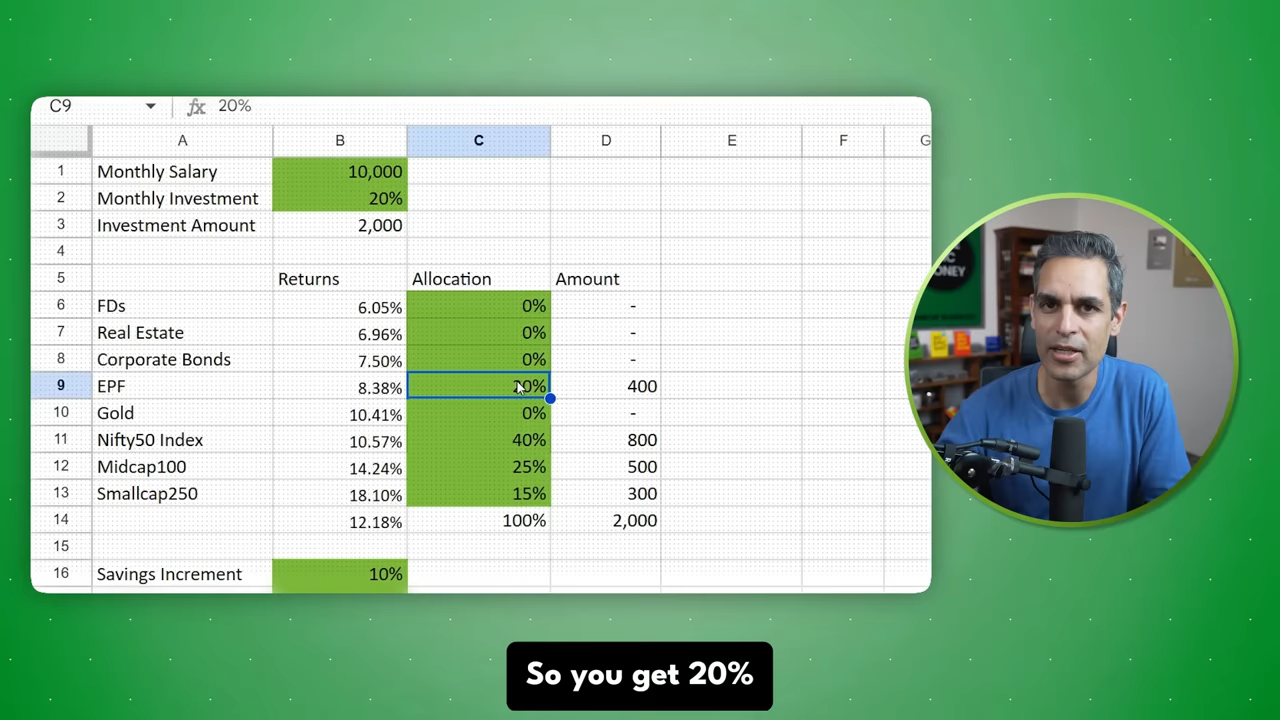 C9 fx 20%
A B C D E F G
1 Monthly Salary 10,000
2 Monthly Investment 20%
3 Investment Amount 2,000
4
5 Returns Allocation Amount
6 FDs 6.05% 0% -
7 Real Estate 6.96% 0% -
8 Corporate Bonds 7.50% 0% -
9 EPF 8.38% 20% 400
10 Gold 10.41% 0% -
11 Nifty50 Index 10.57% 40% 800
12 Midcap100 14.24% 25% 500
13 Smallcap250 18.10% 15% 300
14 12.18% 100% 2,000
15
16 Savings Increment 10%
ONEY
So you get 20%